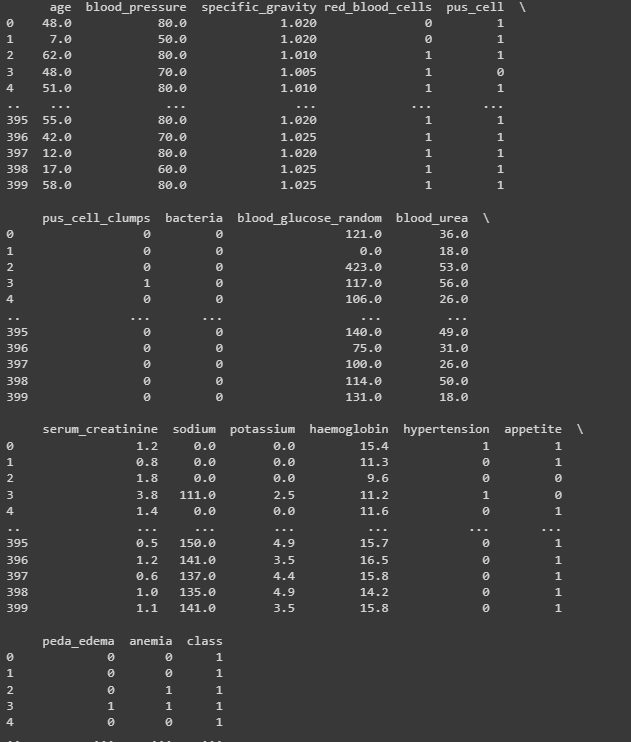 age blood_pressure specific_gravity red_blood_cells pus_cell \
0 48.0 80.0 1.020 0 1
1 7.0 50.0 1.020 0 1
2 62.0 80.0 1.010 1 1
3 48.0 70.0 1.005 1 0
4 51.0 80.0 1.010 1 1
.. ... ... ... ... ...
395 55.0 80.0 1.020 1 1
396 42.0 70.0 1.025 1 1
397 12.0 80.0 1.020 1 1
398 17.0 60.0 1.025 1 1
399 58.0 80.0 1.025 1 1
pus_cell_clumps bacteria blood_glucose_random blood_urea \
0 0 0 121.0 36.0
1 0 0 0.0 18.0
2 0 0 423.0 53.0
3 1 0 117.0 56.0
4 0 0 106.0 26.0
.. ... ... ... ...
395 0 0 140.0 49.0
396 0 0 75.0 31.0
397 0 0 100.0 26.0
398 0 0 114.0 50.0
399 0 0 131.0 18.0
serum_creatinine sodium potassium haemoglobin hypertension appetite \
0 1.2 0.0 0.0 15.4 1 1
1 0.8 0.0 0.0 11.3 0 1
2 1.8 0.0 0.0 9.6 0 0
3 3.8 111.0 2.5 11.2 1 0
4 1.4 0.0 0.0 11.6 0 1
.. ... ... ... ... ... ...
395 0.5 150.0 4.9 15.7 0 1
396 1.2 141.0 3.5 16.5 0 1
397 0.6 137.0 4.4 15.8 0 1
398 1.0 135.0 4.9 14.2 0 1
399 1.1 141.0 3.5 15.8 0 1
peda_edema anemia class
0 0 0 1
1 0 0 1
2 0 1 1
3 1 1 1
4 0 0 1
.. ... ... ...